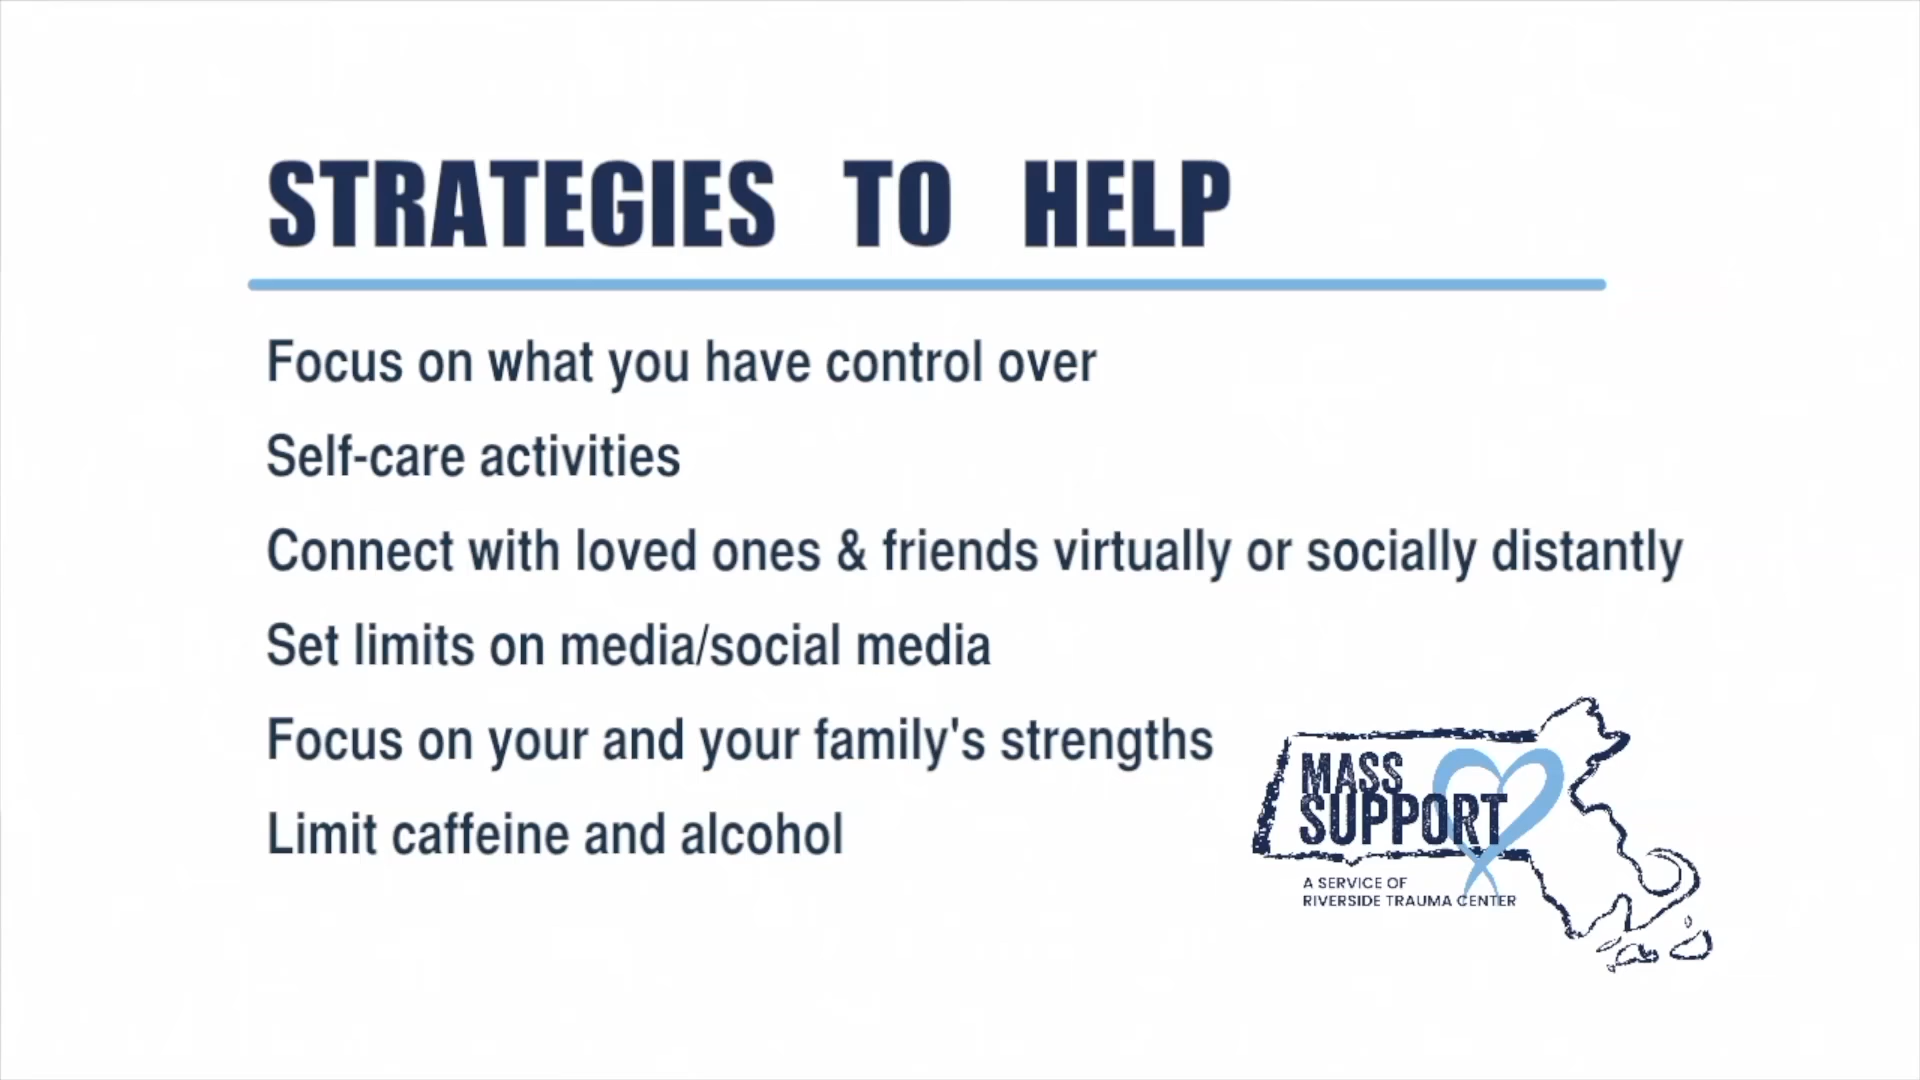 STRATEGIES TO HELP
Focus on what you have control over
Self-care activities
Connect with loved ones & friends virtually or socially distantly
Set limits on media/social media
Focus on your and your family's strengths
Limit caffeine and alcohol
MASS
SUPPORT
A SERVICE OF
RIVERSIDE TRAUMA CENTER